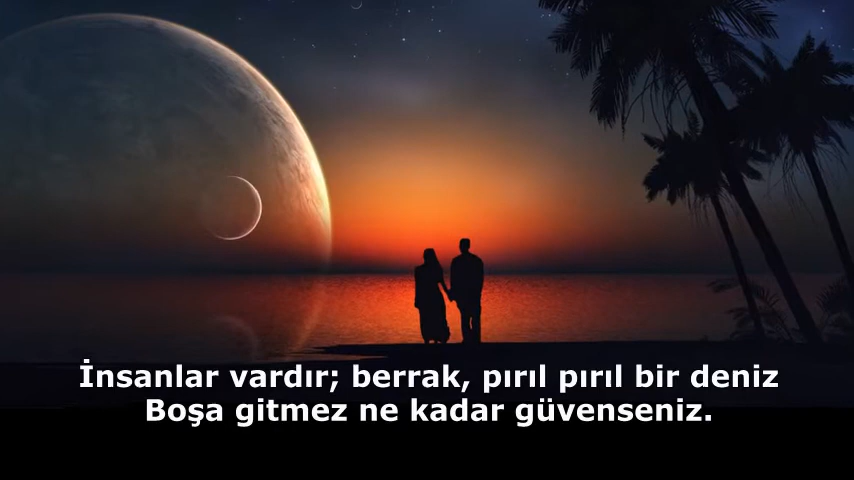 İnsanlar vardır; berrak, pırıl pırıl bir deniz
Boşa gitmez ne kadar güvenseniz.